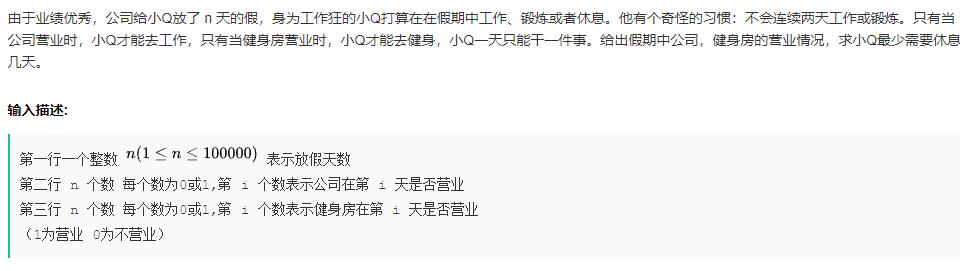 由于业绩优秀，公司给小Q放了 n 天的假，身为工作狂的小Q打算在在假期中工作、锻炼或者休息。他有个奇怪的习惯：不会连续两天工作或锻炼。只有当
公司营业时，小Q才能去工作，只有当健身房营业时，小Q才能去健身，小Q一天只能干一件事。给出假期中公司，健身房的营业情况，求小Q最少需要休息
几天。
输入描述:
第一行一个整数 n(1 ≤ n ≤ 100000) 表示放假天数
第二行 n 个数 每个数为0或1,第 i 个数表示公司在第 i 天是否营业
第三行 n 个数 每个数为0或1,第 i 个数表示健身房在第 i 天是否营业
（1为营业 0为不营业）